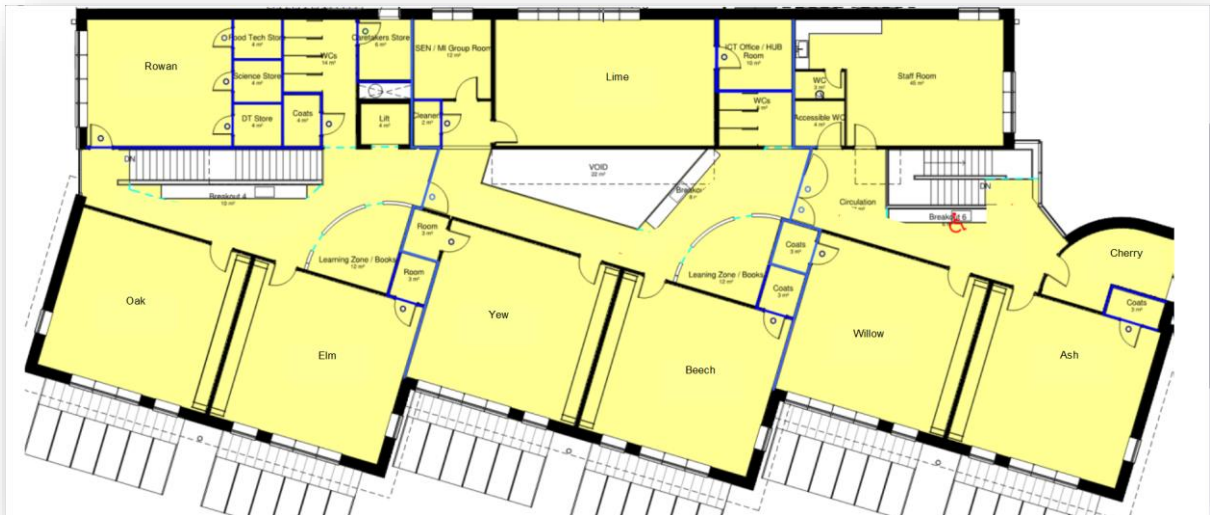 Rowan
Food Tech Store
4 m²
Science Store
4 m²
DT Store
WCs
14 m²
Coats
4 m²
Caretakers Store
6 m²
Lift
4 m²
SEN / MI Group Room
12 m²
Cleaner
2 m²
Lime
ICT Office / HUB
Room
10 m²
WCs
WC
3 m²
Accessible WC
4 m²
Staff Room
45 m²
DN
Breakout 4
10 m²
VOID
22 m²
Circulation
DN
Breakout 6
Learning Zone / Books
12 m²
Room
3 m²
Room
3 m²
Learning Zone / Books
12 m²
Coats
3 m²
Coats
3 m²
Cherry
Coats
3 m²
Oak
Elm
Yew
Beech
Willow
Ash